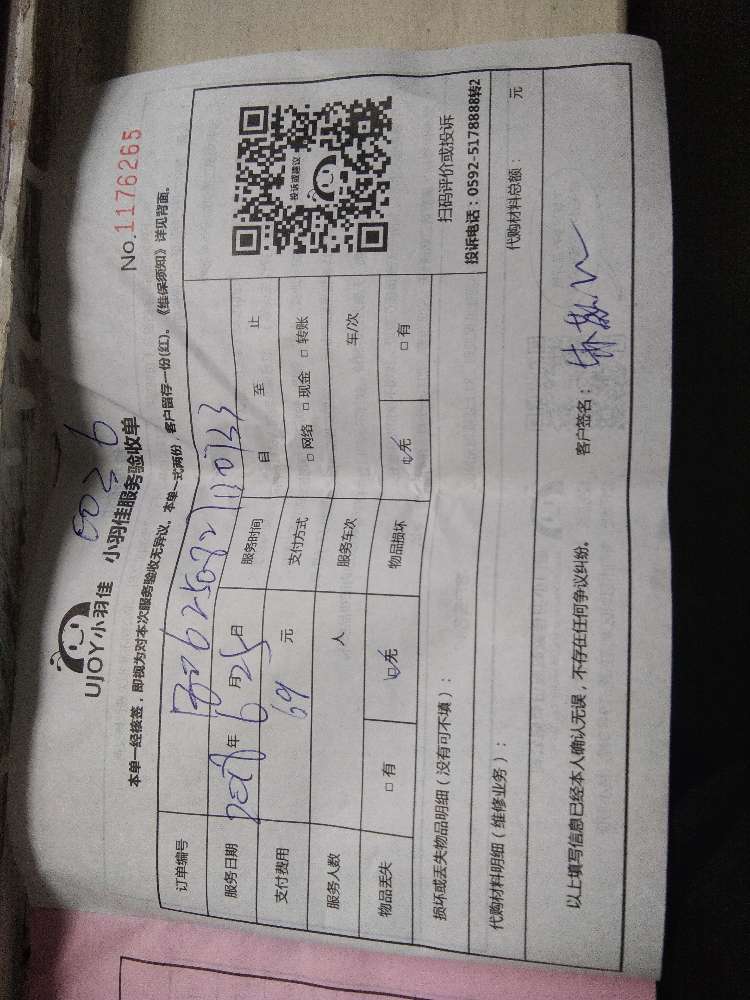 UJOY小羽佳 小羽佳服务验收单
No.1176265
本单一经核签，即视为对本次服务验收无异议，本单一式两份，客户留存一份(红)。《维保须知》详见背面。
订单编号
服务日期 年 6 月 25 日 服务时间 自 至 止
支付费用 69 元 支付方式 □ 网络 □ 现金 □ 转账
服务人数 人 服务车次 车/次
物品丢失 □ 有 □ 无 物品损坏 □ 无 □ 有
投诉或建议
扫码评价或投诉
投诉电话：0592-5178888转2
损坏或丢失物品明细（没有可不填）：
代购材料明细（维修业务）： 代购材料总额： 元
以上填写信息已经本人确认无误，不存在任何争议纠纷。 客户签名：